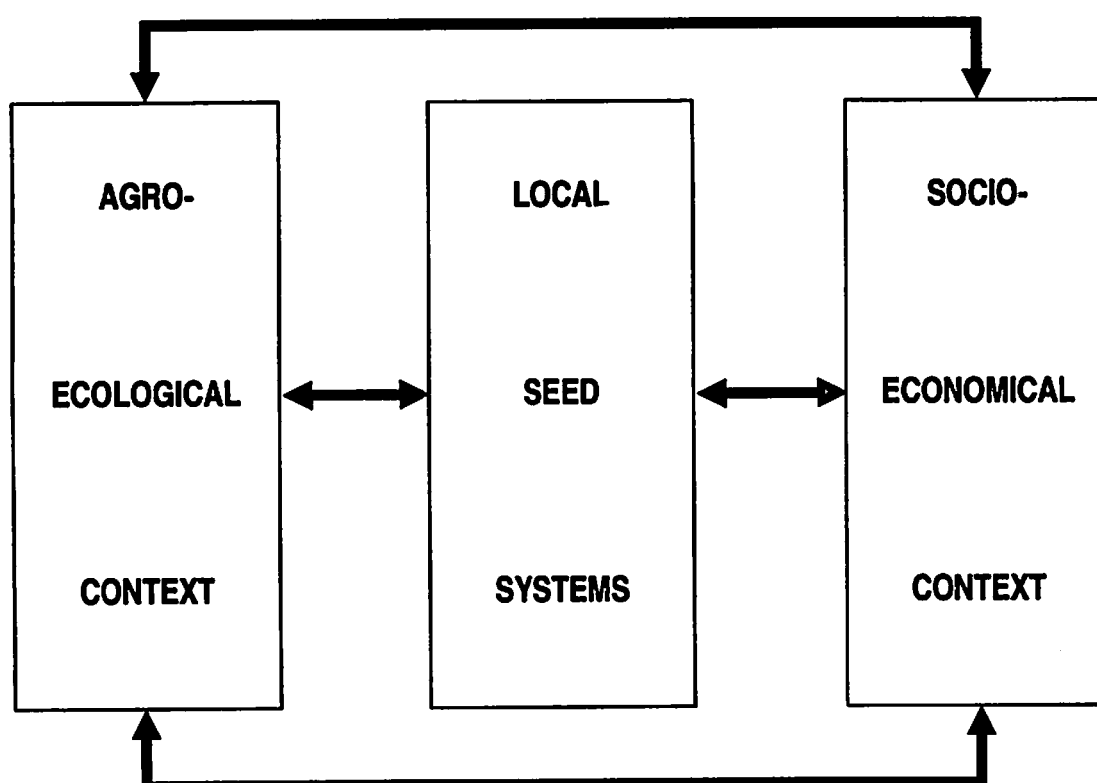 AGRO-
ECOLOGICAL
CONTEXT
LOCAL
SEED
SYSTEMS
SOCIO-
ECONOMICAL
CONTEXT